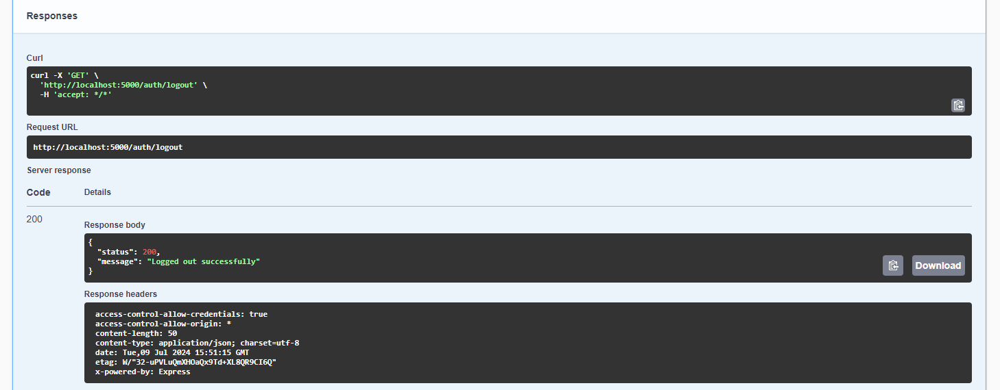 Responses
Curl
curl -X 'GET' \
'http://localhost:5000/auth/logout' \
-H 'accept: */*'
Request URL
http://localhost:5000/auth/logout
Server response
Code Details
200
Response body
{
"status": 200,
"message": "Logged out successfully"
}
Download
Response headers
access-control-allow-credentials: true
access-control-allow-origin: *
content-length: 50
content-type: application/json; charset=utf-8
date: Tue,09 Jul 2024 15:51:15 GMT
etag: W/"32-uPVLuQmXHOaQx9Td+XL8QR9CI6Q"
x-powered-by: Express